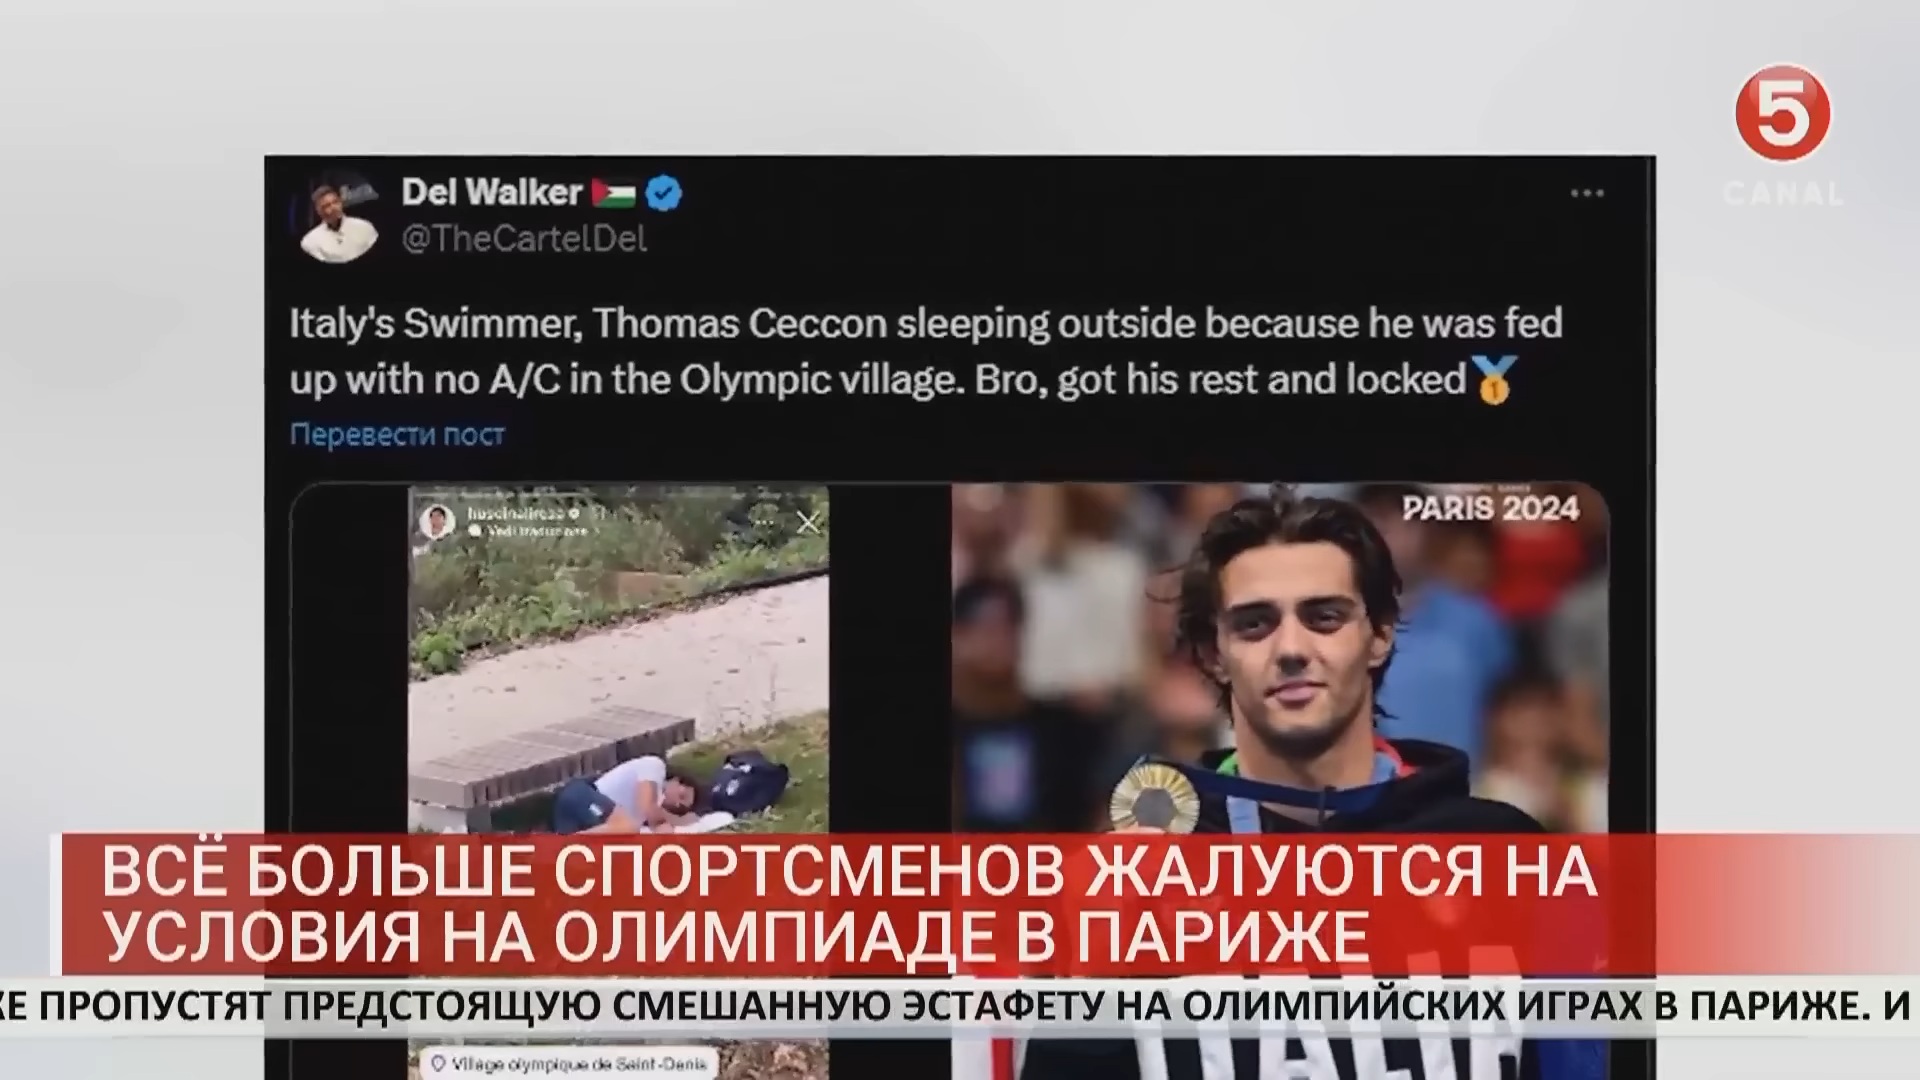 5
CANAL
Del Walker
@TheCartelDel
Italy's Swimmer, Thomas Ceccon sleeping outside because he was fed
up with no A/C in the Olympic village. Bro, got his rest and locked
Перевести пост
PARIS 2024
ВСЁ БОЛЬШЕ СПОРТСМЕНОВ ЖАЛУЮТСЯ НА
УСЛОВИЯ НА ОЛИМПИАДЕ В ПАРИЖЕ
ЖЕ ПРОПУСТЯТ ПРЕДСТОЯЩУЮ СМЕШАННУЮ ЭСТАФЕТУ НА ОЛИМПИЙСКИХ ИГРАХ В ПАРИЖЕ. И
ITALIA
Village olympique de Saint-Denis